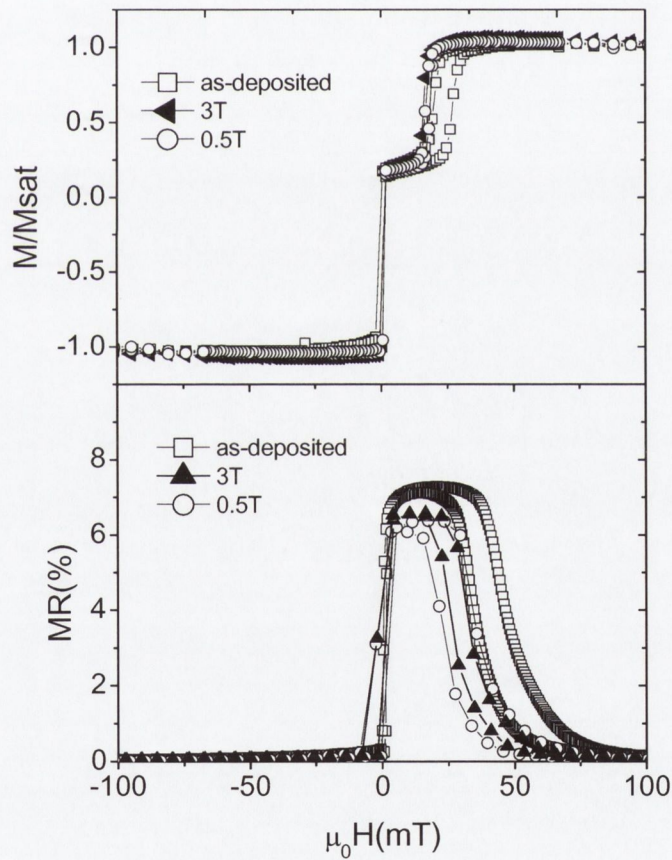 1.0
0.5
0.0
-0.5
-1.0
M/Msat
as-deposited
3T
0.5T
8
6
4
2
0
MR(%)
as-deposited
3T
0.5T
-100 -50 0 50 100
μ₀H(mT)